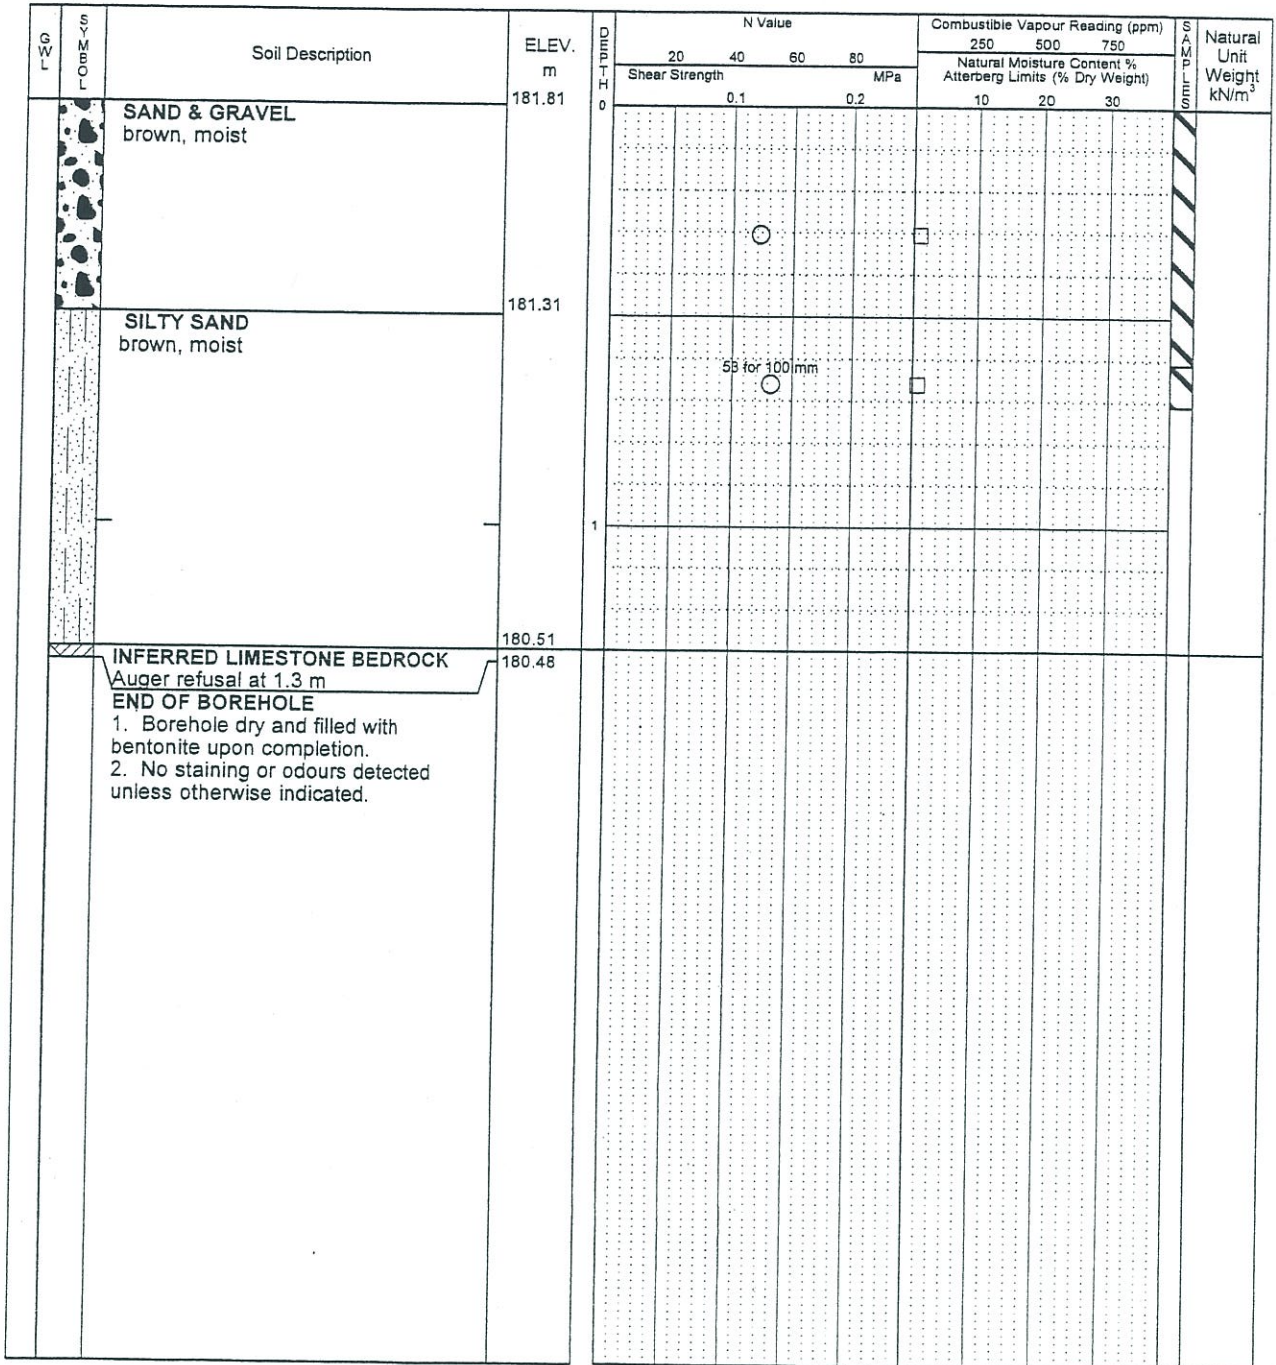 GWL
SYMBOL
Soil Description
ELEV.
m
DEPTH
N Value
20 40 60 80
Shear Strength MPa
0.1 0.2
Combustible Vapour Reading (ppm)
250 500 750
Natural Moisture Content %
Atterberg Limits (% Dry Weight)
10 20 30
SAMPLES
Natural
Unit
Weight
kN/m³
181.81
0
SAND & GRAVEL
brown, moist
181.31
SILTY SAND
brown, moist
53 for 100 mm
1
180.51
INFERRED LIMESTONE BEDROCK
180.48
Auger refusal at 1.3 m
END OF BOREHOLE
1. Borehole dry and filled with
bentonite upon completion.
2. No staining or odours detected
unless otherwise indicated.